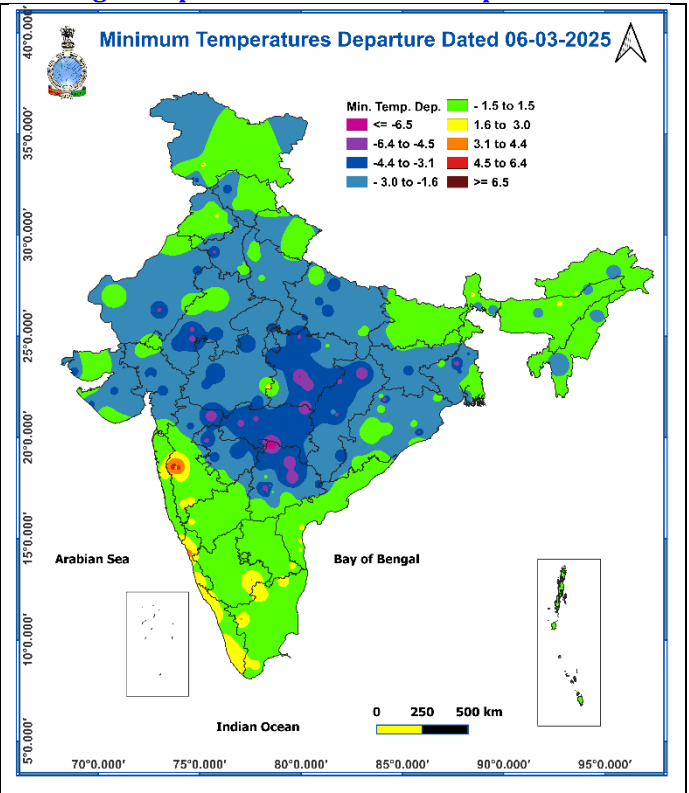 Minimum Temperatures Departure Dated 06-03-2025
Min. Temp. Dep.
<= -6.5
-6.4 to -4.5
-4.4 to -3.1
- 3.0 to -1.6
- 1.5 to 1.5
1.6 to 3.0
3.1 to 4.4
4.5 to 6.4
>= 6.5
40°0.000'
35°0.000'
30°0.000'
25°0.000'
20°0.000'
15°0.000'
10°0.000'
5°0.000'
Arabian Sea
Bay of Bengal
Indian Ocean
0 250 500 km
70°0.000' 75°0.000' 80°0.000' 85°0.000' 90°0.000' 95°0.000'